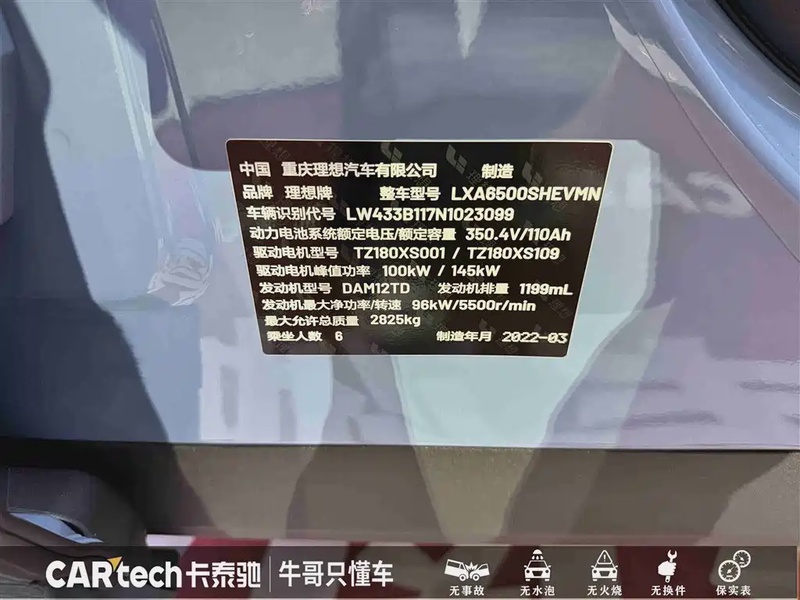 中国 重庆理想汽车有限公司 制造
品牌 理想牌 整车型号 LXA6500SHEVMN
车辆识别代号 LW433B117N1023099
动力电池系统额定电压/额定容量 350.4V/110Ah
驱动电机型号 TZ180XS001 / TZ180XS109
驱动电机峰值功率 100kW / 145kW
发动机型号 DAM12TD 发动机排量 1199mL
发动机最大净功率/转速 96kW/5500r/min
最大允许总质量 2825kg
乘坐人数 6 制造年月 2022-03
CARtech卡泰驰 牛哥只懂车
无事故 无水泡 无火烧 无换件 保实表